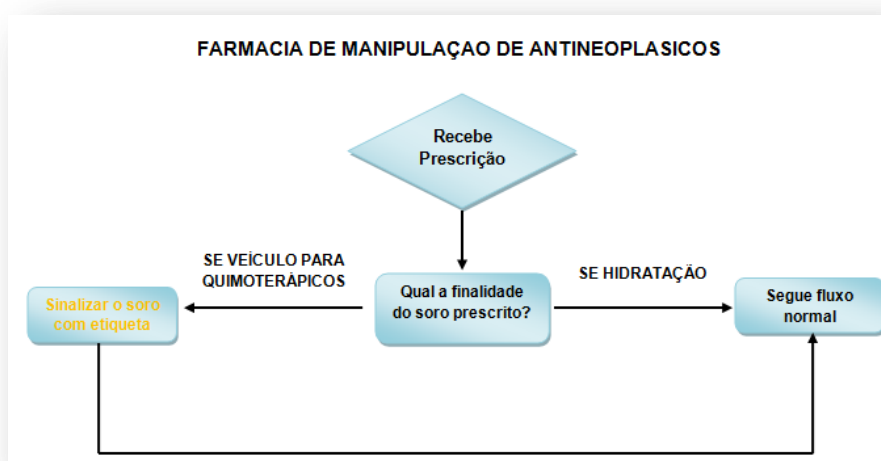 FARMACIA DE MANIPULAÇAO DE ANTINEOPLASICOS
Recebe
Prescrição
SE VEÍCULO PARA
QUIMOTERÁPICOS
SE HIDRATAÇÃO
Sinalizar o soro
com etiqueta
Qual a finalidade
do soro prescrito?
Segue fluxo
normal